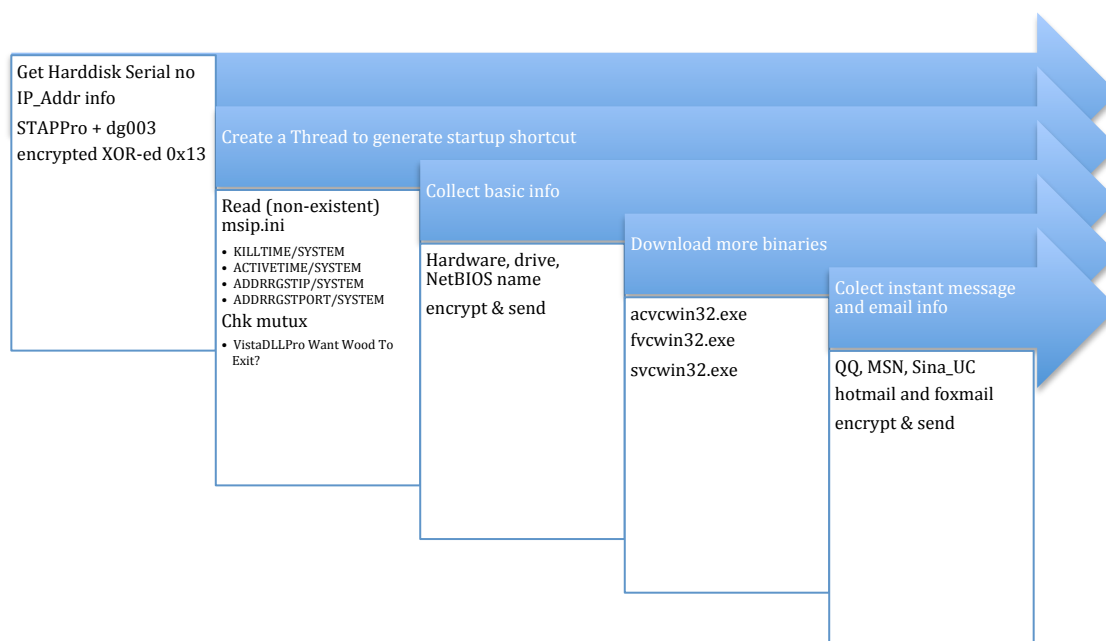 Get Harddisk Serial no
IP_Addr info
STAPPro + dg003
encrypted XOR-ed 0x13
Create a Thread to generate startup shortcut
Read (non-existent)
msip.ini
• KILLTIME/SYSTEM
• ACTIVETIME/SYSTEM
• ADDRRGSTIP/SYSTEM
• ADDRRGSTPORT/SYSTEM
Chk mutux
• VistaDLLPro Want Wood To
Exit?
Collect basic info
Hardware, drive,
NetBIOS name
encrypt & send
Download more binaries
acvcwin32.exe
fvcwin32.exe
svcwin32.exe
Colect instant message
and email info
QQ, MSN, Sina_UC
hotmail and foxmail
encrypt & send